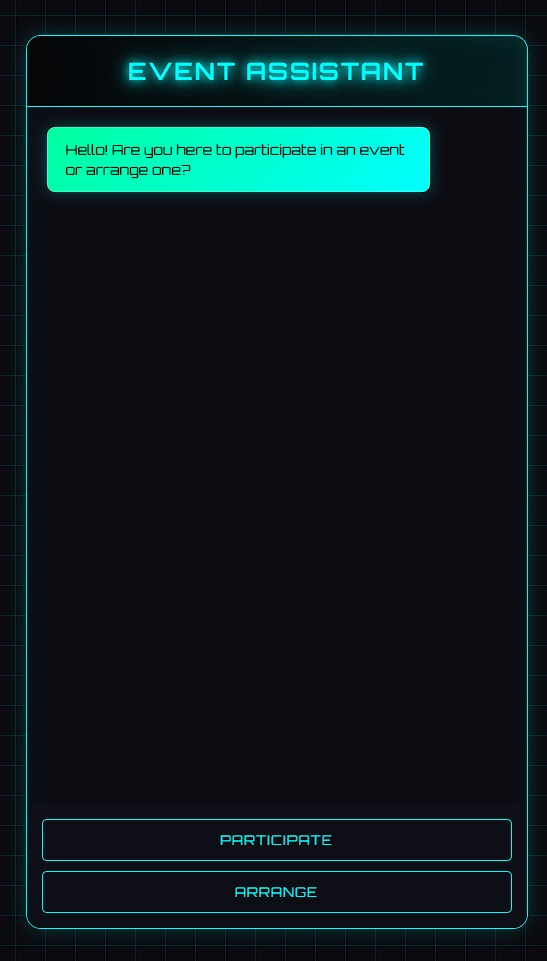 EVENT ASSISTANT
Hello! Are you here to participate in an event
or arrange one?
PARTICIPATE
ARRANGE